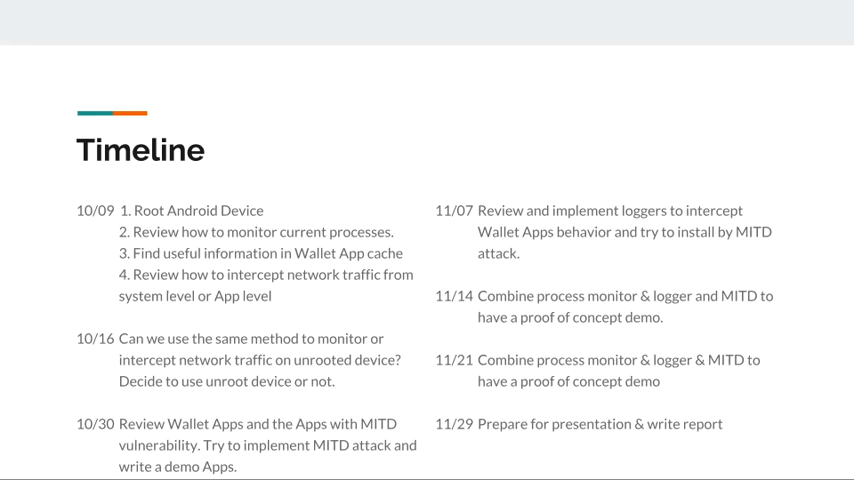 Timeline
10/09 1. Root Android Device
2. Review how to monitor current processes.
3. Find useful information in Wallet App cache
4. Review how to intercept network traffic from
system level or App level
10/16 Can we use the same method to monitor or
intercept network traffic on unrooted device?
Decide to use unroot device or not.
10/30 Review Wallet Apps and the Apps with MITD
vulnerability. Try to implement MITD attack and
write a demo Apps.
11/07 Review and implement loggers to intercept
Wallet Apps behavior and try to install by MITD
attack.
11/14 Combine process monitor & logger and MITD to
have a proof of concept demo.
11/21 Combine process monitor & logger & MITD to
have a proof of concept demo
11/29 Prepare for presentation & write report